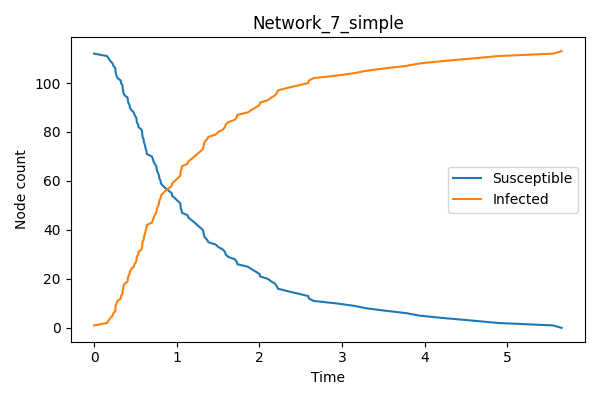 Network_7_simple
Node count
100
80
60
40
20
0
Susceptible
Infected
0 1 2 3 4 5
Time